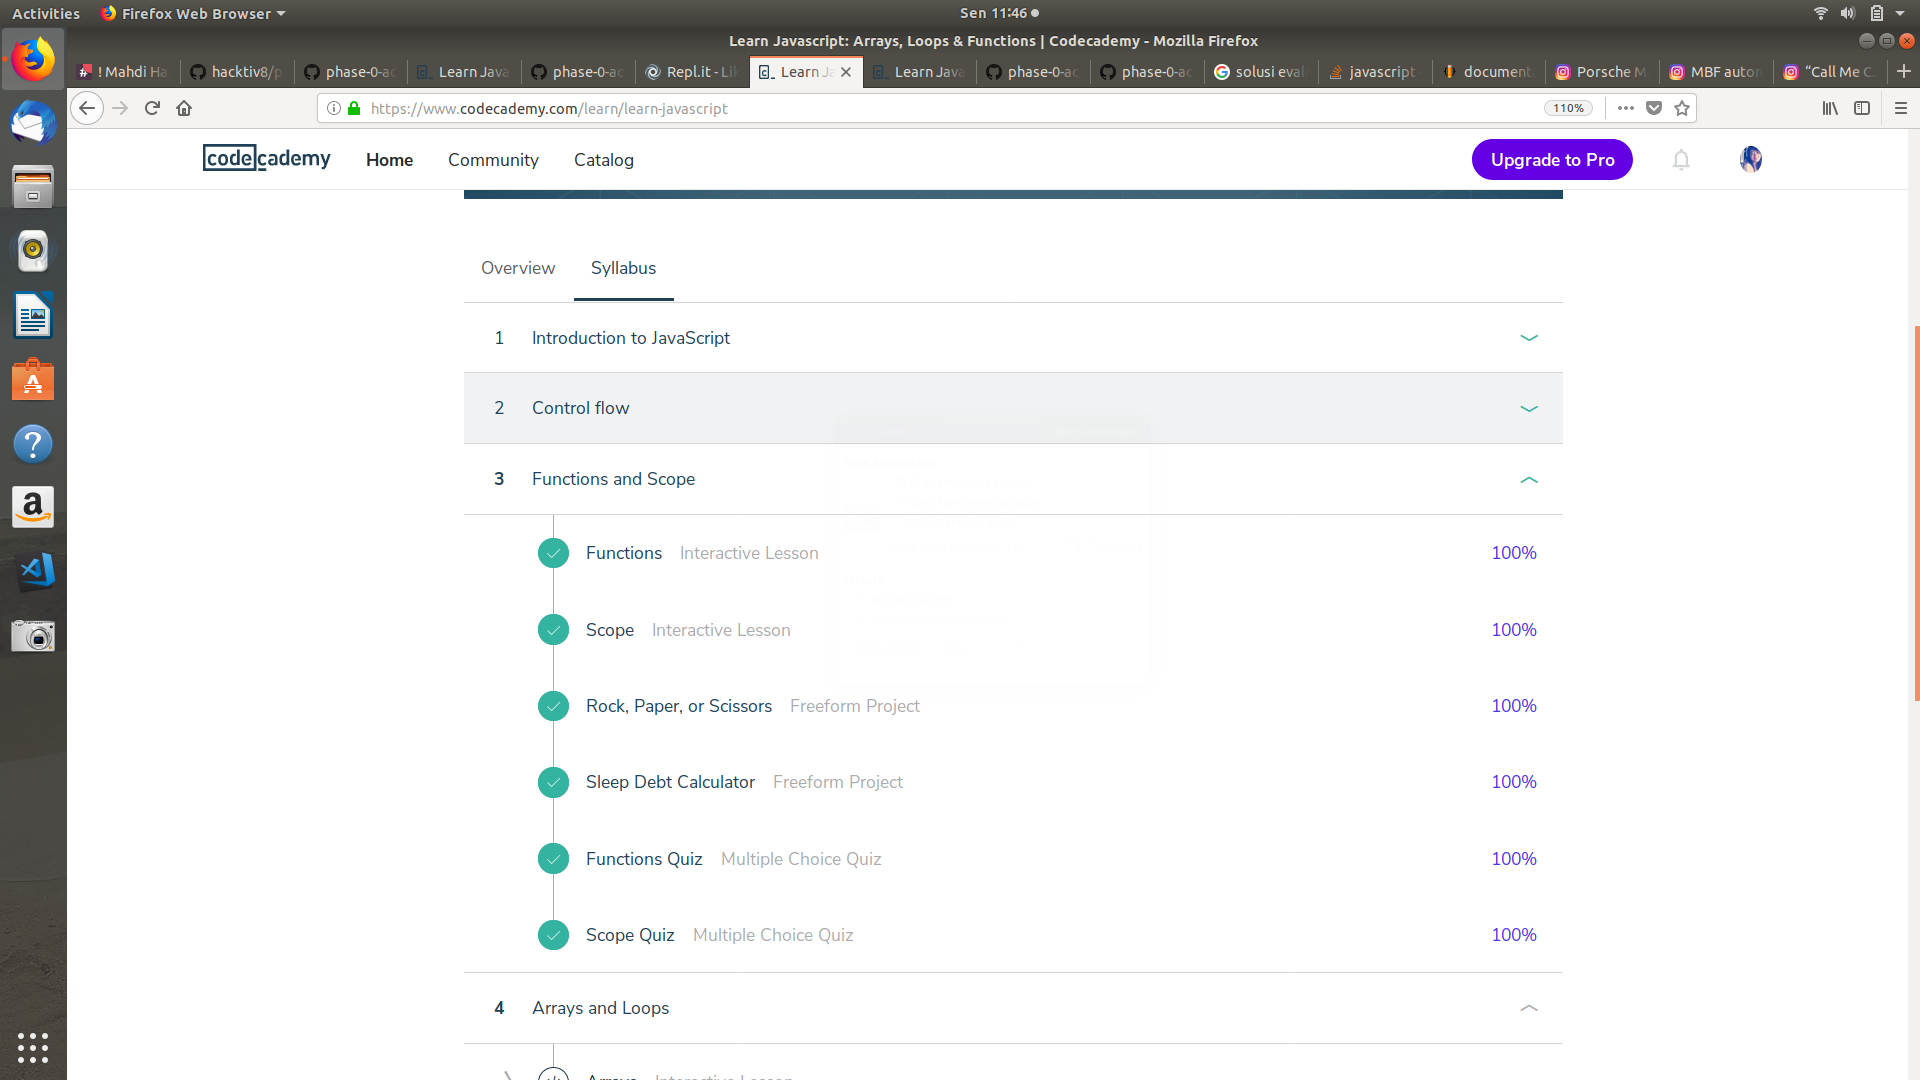 Activities Firefox Web Browser Sen 11:46
Learn Javascript: Arrays, Loops & Functions | Codecademy - Mozilla Firefox
! Mahdi Ha hacktiv8/p phase-0-ac Learn Java phase-0-ac Repl.it - Lik Learn Ja Learn Java phase-0-ac phase-0-ac solusi eval javascript - document Porsche M MBF auton "Call Me C
https://www.codecademy.com/learn/learn-javascript 110%
codecademy Home Community Catalog Upgrade to Pro
Overview Syllabus
1 Introduction to JavaScript
2 Control flow
3 Functions and Scope
Functions Interactive Lesson 100%
Scope Interactive Lesson 100%
Rock, Paper, or Scissors Freeform Project 100%
Sleep Debt Calculator Freeform Project 100%
Functions Quiz Multiple Choice Quiz 100%
Scope Quiz Multiple Choice Quiz 100%
4 Arrays and Loops
Arrays Interactive Lesson